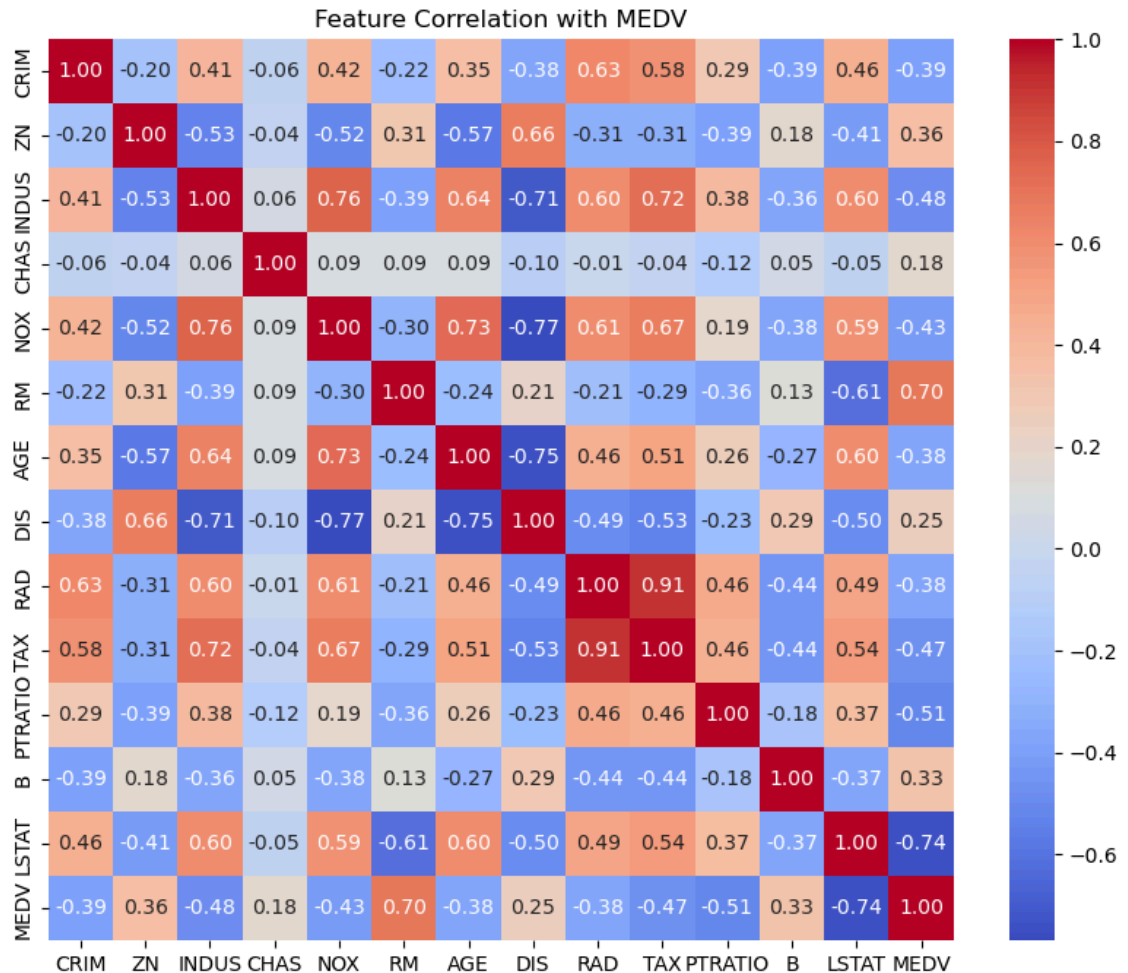 Feature Correlation with MEDV
CRIM 1.00 -0.20 0.41 -0.06 0.42 -0.22 0.35 -0.38 0.63 0.58 0.29 -0.39 0.46 -0.39
ZN -0.20 1.00 -0.53 -0.04 -0.52 0.31 -0.57 0.66 -0.31 -0.31 -0.39 0.18 -0.41 0.36
INDUS 0.41 -0.53 1.00 0.06 0.76 -0.39 0.64 -0.71 0.60 0.72 0.38 -0.36 0.60 -0.48
CHAS -0.06 -0.04 0.06 1.00 0.09 0.09 0.09 -0.10 -0.01 -0.04 -0.12 0.05 -0.05 0.18
NOX 0.42 -0.52 0.76 0.09 1.00 -0.30 0.73 -0.77 0.61 0.67 0.19 -0.38 0.59 -0.43
RM -0.22 0.31 -0.39 0.09 -0.30 1.00 -0.24 0.21 -0.21 -0.29 -0.36 0.13 -0.61 0.70
AGE 0.35 -0.57 0.64 0.09 0.73 -0.24 1.00 -0.75 0.46 0.51 0.26 -0.27 0.60 -0.38
DIS -0.38 0.66 -0.71 -0.10 -0.77 0.21 -0.75 1.00 -0.49 -0.53 -0.23 0.29 -0.50 0.25
RAD 0.63 -0.31 0.60 -0.01 0.61 -0.21 0.46 -0.49 1.00 0.91 0.46 -0.44 0.49 -0.38
TAX 0.58 -0.31 0.72 -0.04 0.67 -0.29 0.51 -0.53 0.91 1.00 0.46 -0.44 0.54 -0.47
PTRATIO 0.29 -0.39 0.38 -0.12 0.19 -0.36 0.26 -0.23 0.46 0.46 1.00 -0.18 0.37 -0.51
B -0.39 0.18 -0.36 0.05 -0.38 0.13 -0.27 0.29 -0.44 -0.44 -0.18 1.00 -0.37 0.33
LSTAT 0.46 -0.41 0.60 -0.05 0.59 -0.61 0.60 -0.50 0.49 0.54 0.37 -0.37 1.00 -0.74
MEDV -0.39 0.36 -0.48 0.18 -0.43 0.70 -0.38 0.25 -0.38 -0.47 -0.51 0.33 -0.74 1.00
CRIM ZN INDUS CHAS NOX RM AGE DIS RAD TAX PTRATIO B LSTAT MEDV
1.0
0.8
0.6
0.4
0.2
0.0
−0.2
−0.4
−0.6